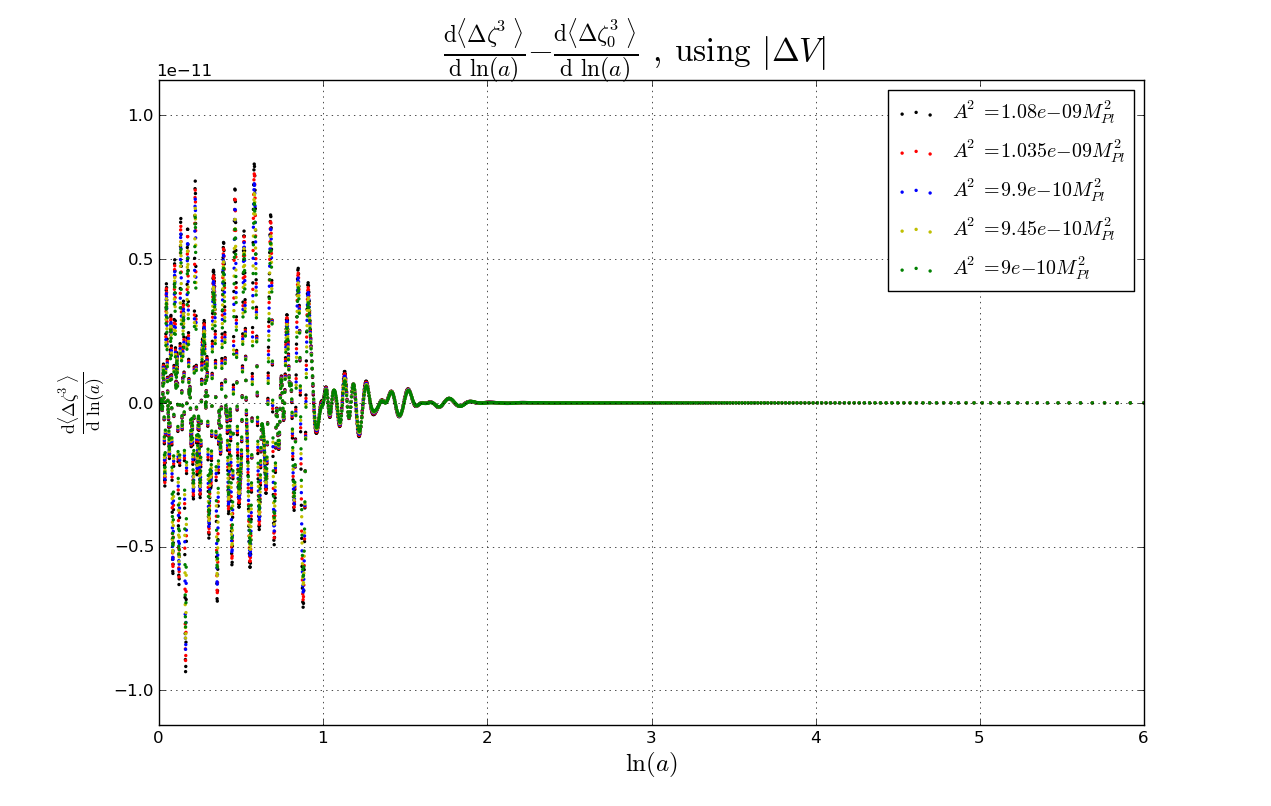 d⟨Δζ³⟩/d ln(a) − d⟨Δζ₀³⟩/d ln(a) , using |ΔV|
1e−11
1.0
0.5
0.0
−0.5
−1.0
d⟨Δζ³⟩/d ln(a)
A² =1.08e−09M²_Pl
A² =1.035e−09M²_Pl
A² =9.9e−10M²_Pl
A² =9.45e−10M²_Pl
A² =9e−10M²_Pl
0 1 2 3 4 5 6
ln(a)